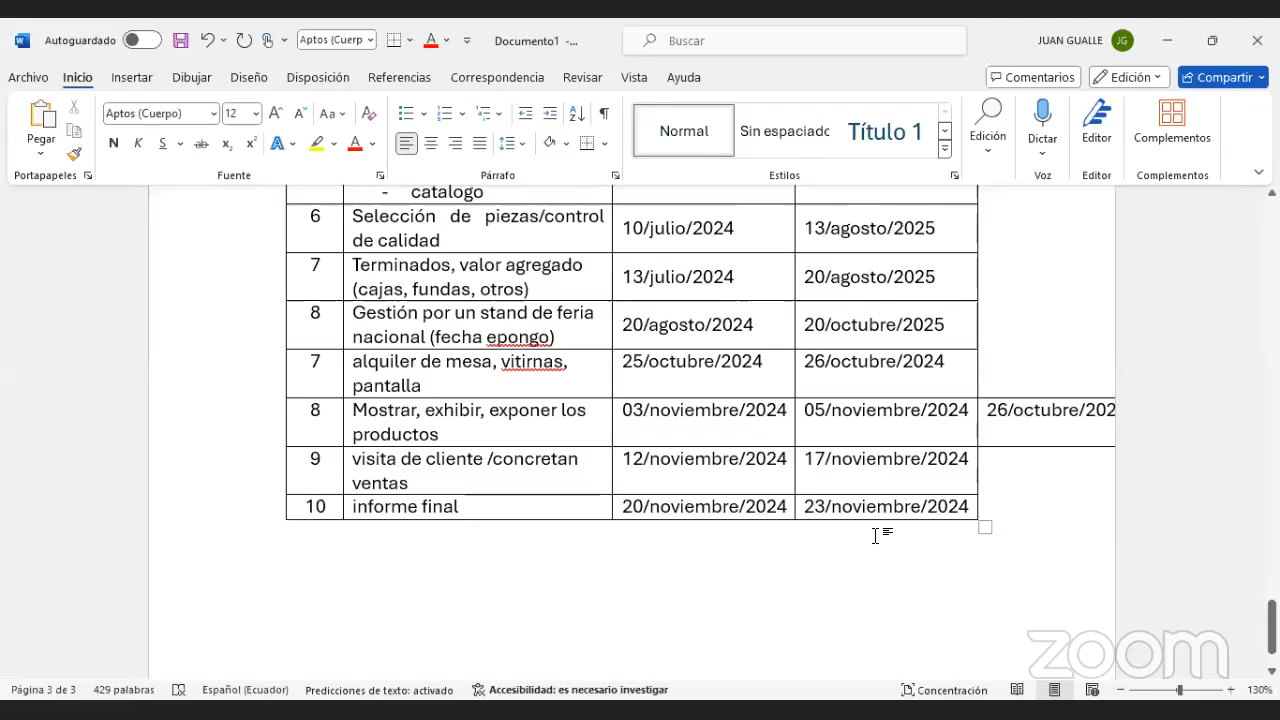 Autoguardado Aptos (Cuerp A Documento1 -... Buscar JUAN GUALLE JG
Archivo Inicio Insertar Dibujar Diseño Disposición Referencias Correspondencia Revisar Vista Ayuda Comentarios Edición Compartir
Pegar Aptos (Cuerpo) 12 A A Aa A Normal Sin espaciado Título 1 Edición Dictar Editor Complementos
N K S ab x₂ x² A A
Portapapeles Fuente Párrafo Estilos Voz Editor Complementos
- catalogo
6 Selección de piezas/control 10/julio/2024 13/agosto/2025
de calidad
7 Terminados, valor agregado 13/julio/2024 20/agosto/2025
(cajas, fundas, otros)
8 Gestión por un stand de feria 20/agosto/2024 20/octubre/2025
nacional (fecha epongo)
7 alquiler de mesa, vitirnas, 25/octubre/2024 26/octubre/2024
pantalla
8 Mostrar, exhibir, exponer los 03/noviembre/2024 05/noviembre/2024 26/octubre/202
productos
9 visita de cliente /concretan 12/noviembre/2024 17/noviembre/2024
ventas
10 informe final 20/noviembre/2024 23/noviembre/2024
zoom
Página 3 de 3 429 palabras Español (Ecuador) Predicciones de texto: activado Accesibilidad: es necesario investigar Concentración 130%